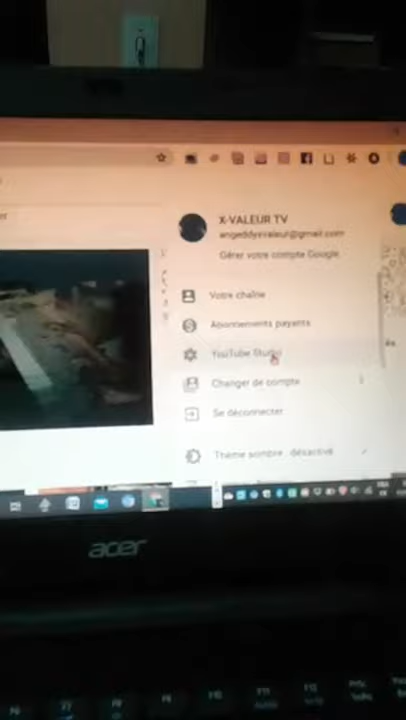 X-VALEUR TV
angeddyxvaleur@gmail.com
Gérer votre compte Google
Votre chaîne
Abonnements payants
YouTube Studio
Changer de compte
Se déconnecter
Thème sombre : désactivé
acer